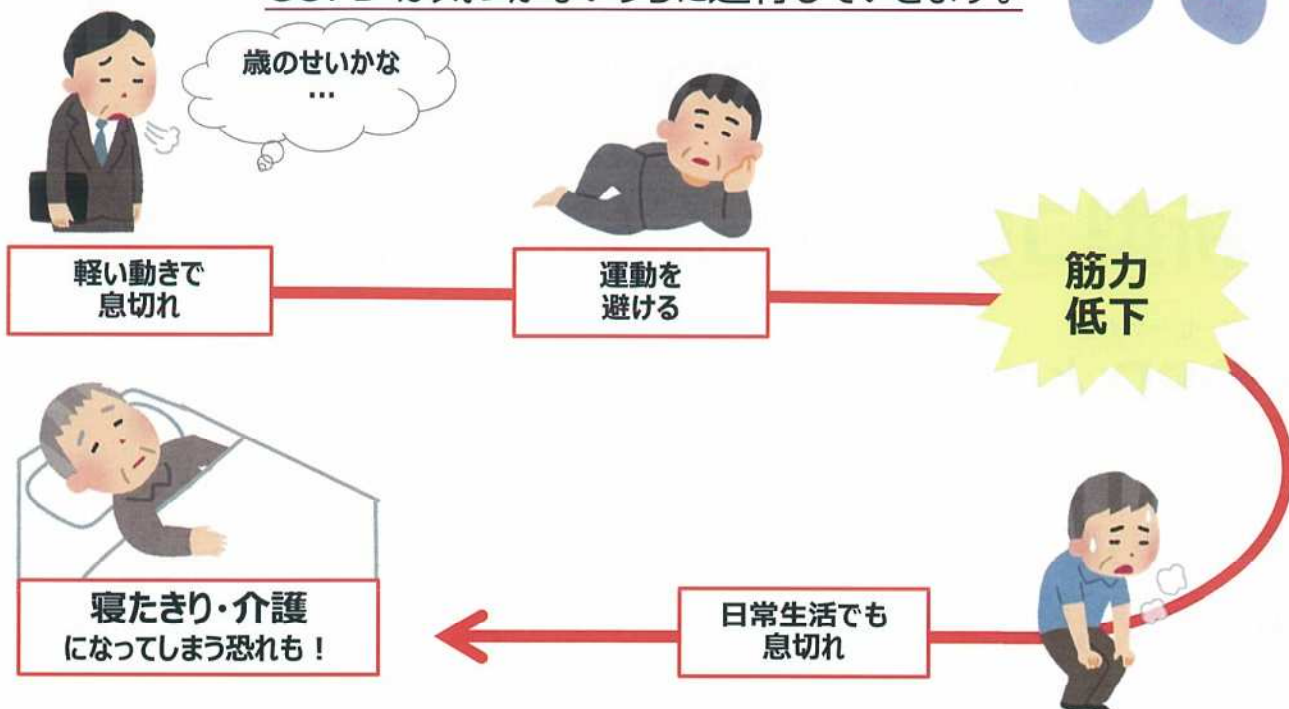 歳のせいかな
…
軽い動きで
息切れ
運動を
避ける
筋力
低下
日常生活でも
息切れ
寝たきり・介護
になってしまう恐れも!